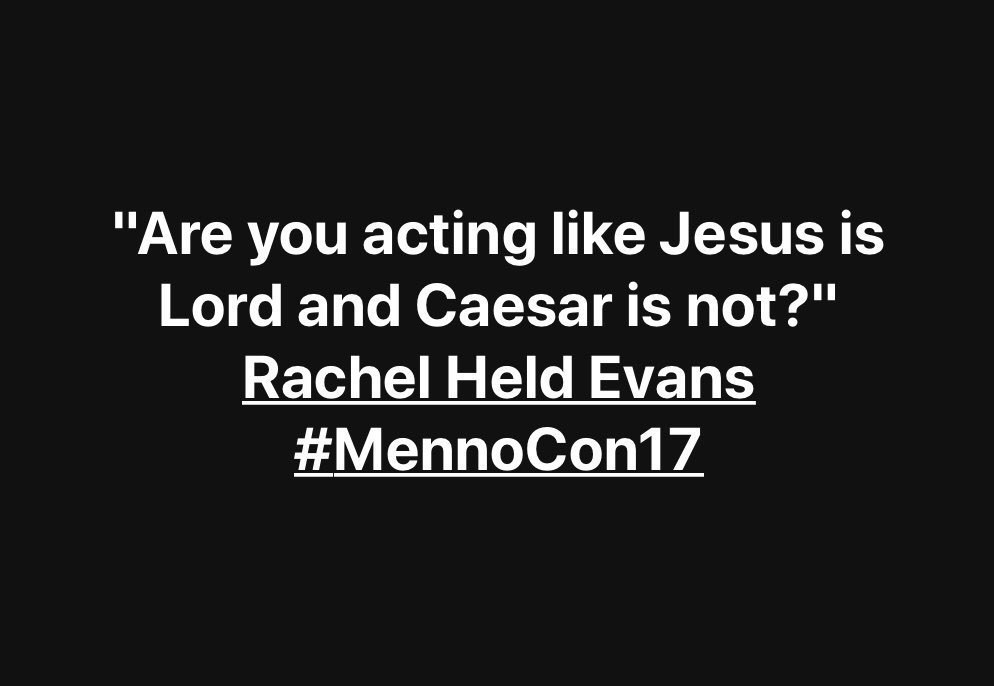 "Are you acting like Jesus is
Lord and Caesar is not?"
Rachel Held Evans
#MennoCon17